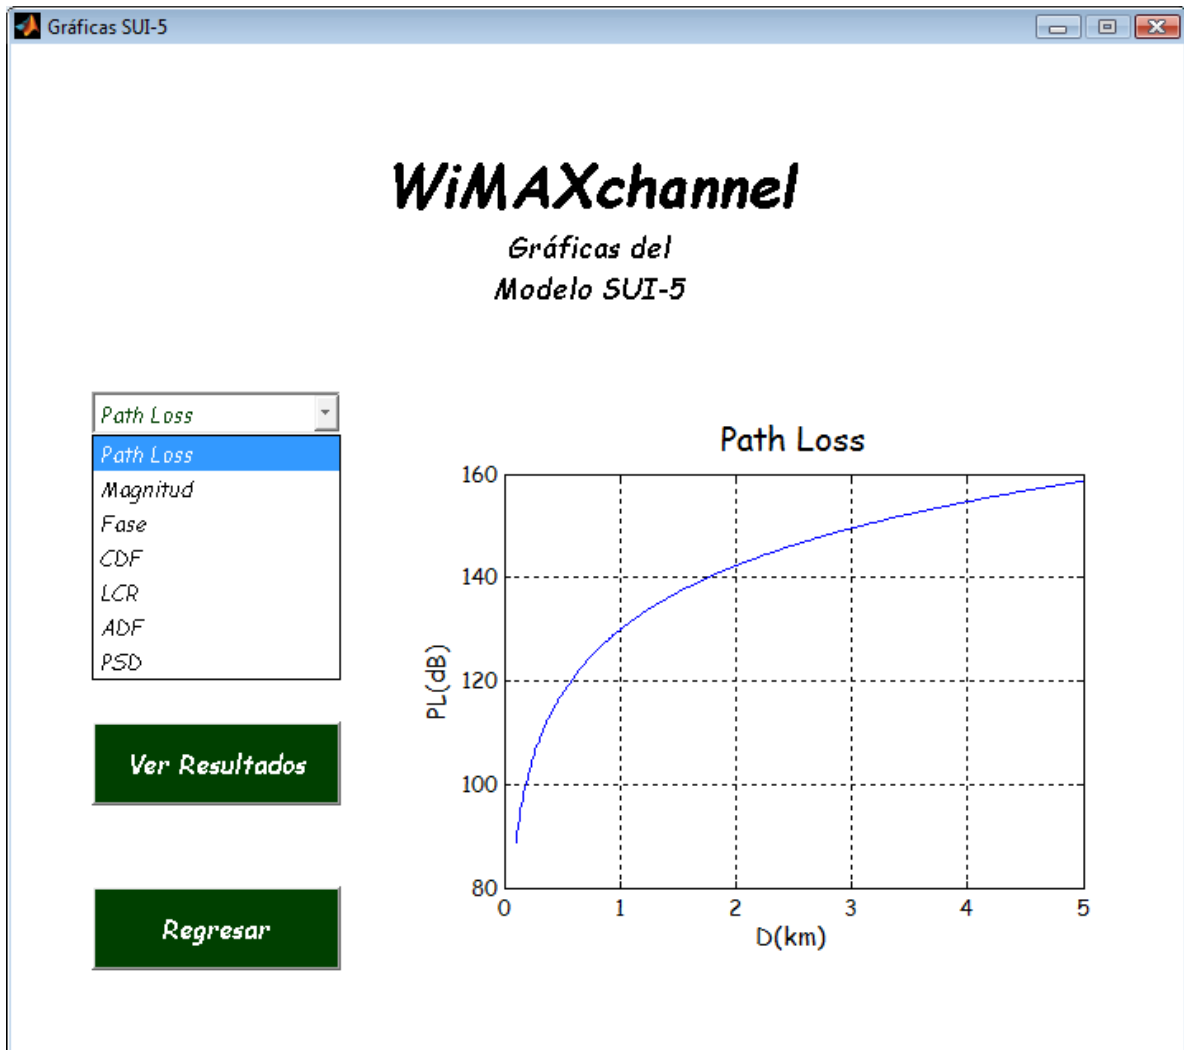 Gráficas SUI-5
WiMAXchannel
Gráficas del
Modelo SUI-5
Path Loss
Path Loss
Magnitud
Fase
CDF
LCR
ADF
PSD
Ver Resultados
Regresar
Path Loss
160
140
120
100
80
PL(dB)
0 1 2 3 4 5
D(km)